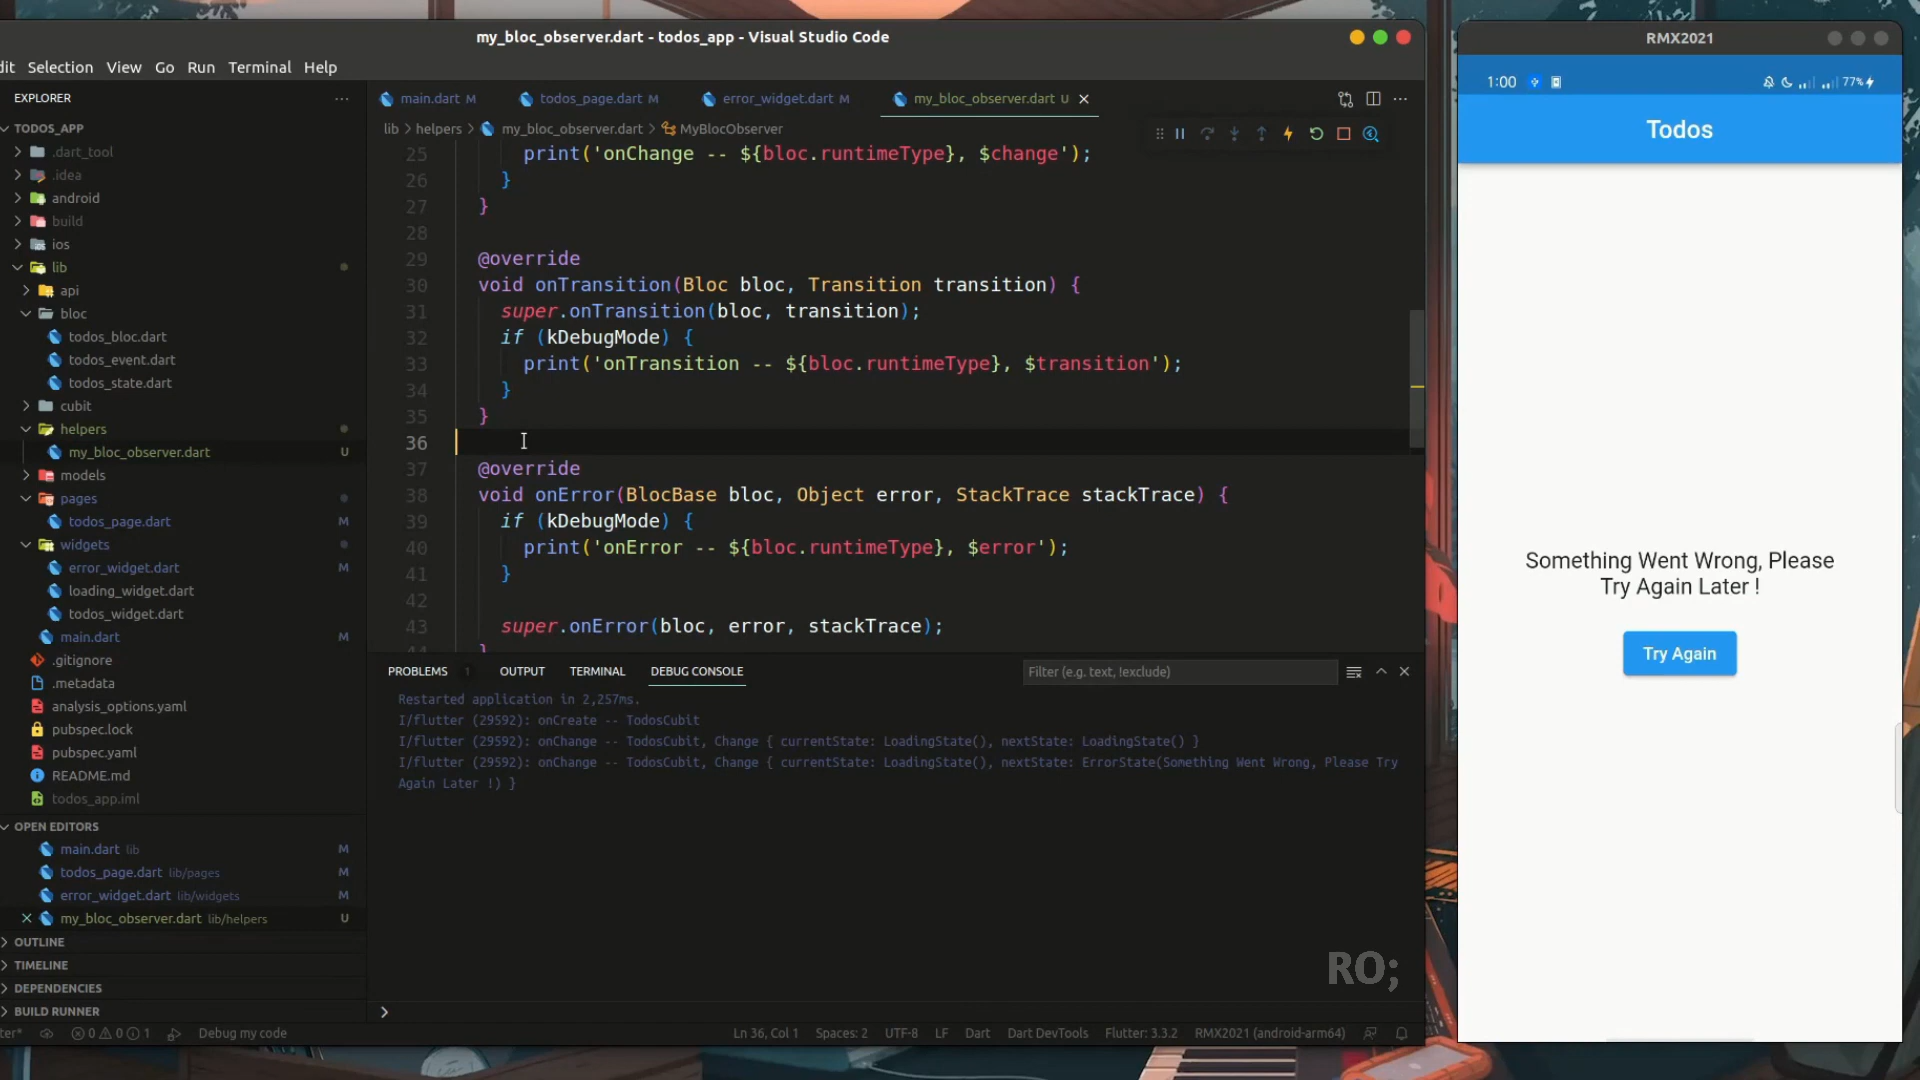 my_bloc_observer.dart - todos_app - Visual Studio Code
dit Selection View Go Run Terminal Help
EXPLORER
TODOS_APP
.dart_tool
.idea
android
build
ios
lib
api
bloc
todos_bloc.dart
todos_event.dart
todos_state.dart
cubit
helpers
my_bloc_observer.dart U
models
pages
todos_page.dart M
widgets
error_widget.dart M
loading_widget.dart
todos_widget.dart
main.dart M
.gitignore
.metadata
analysis_options.yaml
pubspec.lock
pubspec.yaml
README.md
todos_app.iml
OPEN EDITORS
main.dart lib M
todos_page.dart lib/pages M
error_widget.dart lib/widgets M
my_bloc_observer.dart lib/helpers U
OUTLINE
TIMELINE
DEPENDENCIES
BUILD RUNNER
main.dart M todos_page.dart M error_widget.dart M my_bloc_observer.dart U
lib > helpers > my_bloc_observer.dart > MyBlocObserver
25 print('onChange -- ${bloc.runtimeType}, $change');
26 }
27 }
28
29 @override
30 void onTransition(Bloc bloc, Transition transition) {
31 super.onTransition(bloc, transition);
32 if (kDebugMode) {
33 print('onTransition -- ${bloc.runtimeType}, $transition');
34 }
35 }
36
37 @override
38 void onError(BlocBase bloc, Object error, StackTrace stackTrace) {
39 if (kDebugMode) {
40 print('onError -- ${bloc.runtimeType}, $error');
41 }
42
43 super.onError(bloc, error, stackTrace);
PROBLEMS 1 OUTPUT TERMINAL DEBUG CONSOLE Filter (e.g. text, !exclude)
Restarted application in 2,257ms.
I/flutter (29592): onCreate -- TodosCubit
I/flutter (29592): onChange -- TodosCubit, Change { currentState: LoadingState(), nextState: LoadingState() }
I/flutter (29592): onChange -- TodosCubit, Change { currentState: LoadingState(), nextState: ErrorState(Something Went Wrong, Please Try
Again Later !) }
RO;
ter* 0 0 1 Debug my code Ln 36, Col 1 Spaces: 2 UTF-8 LF Dart Dart DevTools Flutter: 3.3.2 RMX2021 (android-arm64)
RMX2021
1:00 77%
Todos
Something Went Wrong, Please
Try Again Later !
Try Again